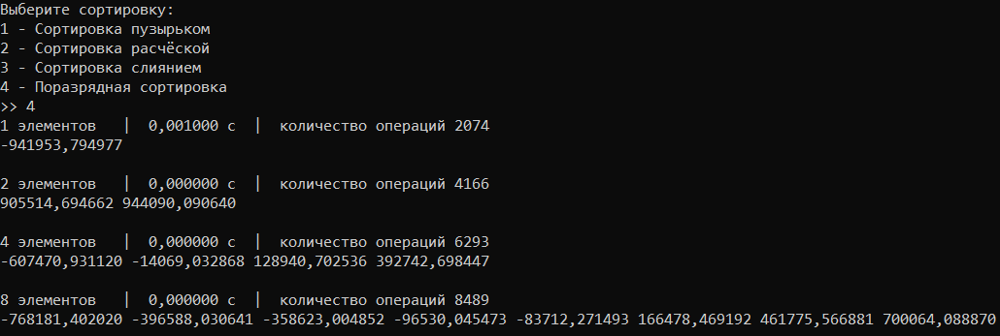 Выберите сортировку:
1 - Сортировка пузырьком
2 - Сортировка расчёской
3 - Сортировка слиянием
4 - Поразрядная сортировка
>> 4
1 элементов | 0,001000 с | количество операций 2074
-941953,794977
2 элементов | 0,000000 с | количество операций 4166
905514,694662 944090,090640
4 элементов | 0,000000 с | количество операций 6293
-607470,931120 -14069,032868 128940,702536 392742,698447
8 элементов | 0,000000 с | количество операций 8489
-768181,402020 -396588,030641 -358623,004852 -96530,045473 -83712,271493 166478,469192 461775,566881 700064,088870